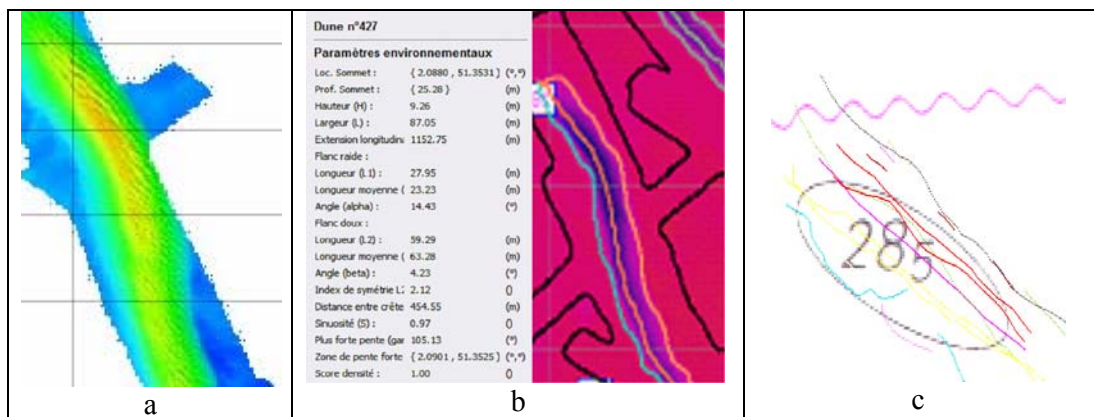 Dune n°427
Paramètres environnementaux
Loc. Sommet : { 2.0880 , 51.3531 } (°,°)
Prof. Sommet : { 25.28 } (m)
Hauteur (H) : 9.26 (m)
Largeur (L) : 87.05 (m)
Extension longitudin: 1152.75 (m)
Flanc raide :
Longueur (L1) : 27.95 (m)
Longueur moyenne ( 23.23 (m)
Angle (alpha) : 14.43 (°)
Flanc doux :
Longueur (L2) : 59.29 (m)
Longueur moyenne ( 63.28 (m)
Angle (beta) : 4.23 (°)
Index de symétrie L: 2.12 ()
Distance entre crête 454.55 (m)
Sinuosité (S) : 0.97 ()
Plus forte pente (gar 105.13 (°)
Zone de pente forte { 2.0901 , 51.3525 } (°,°)
Score densité : 1.00 ()
285
a b c